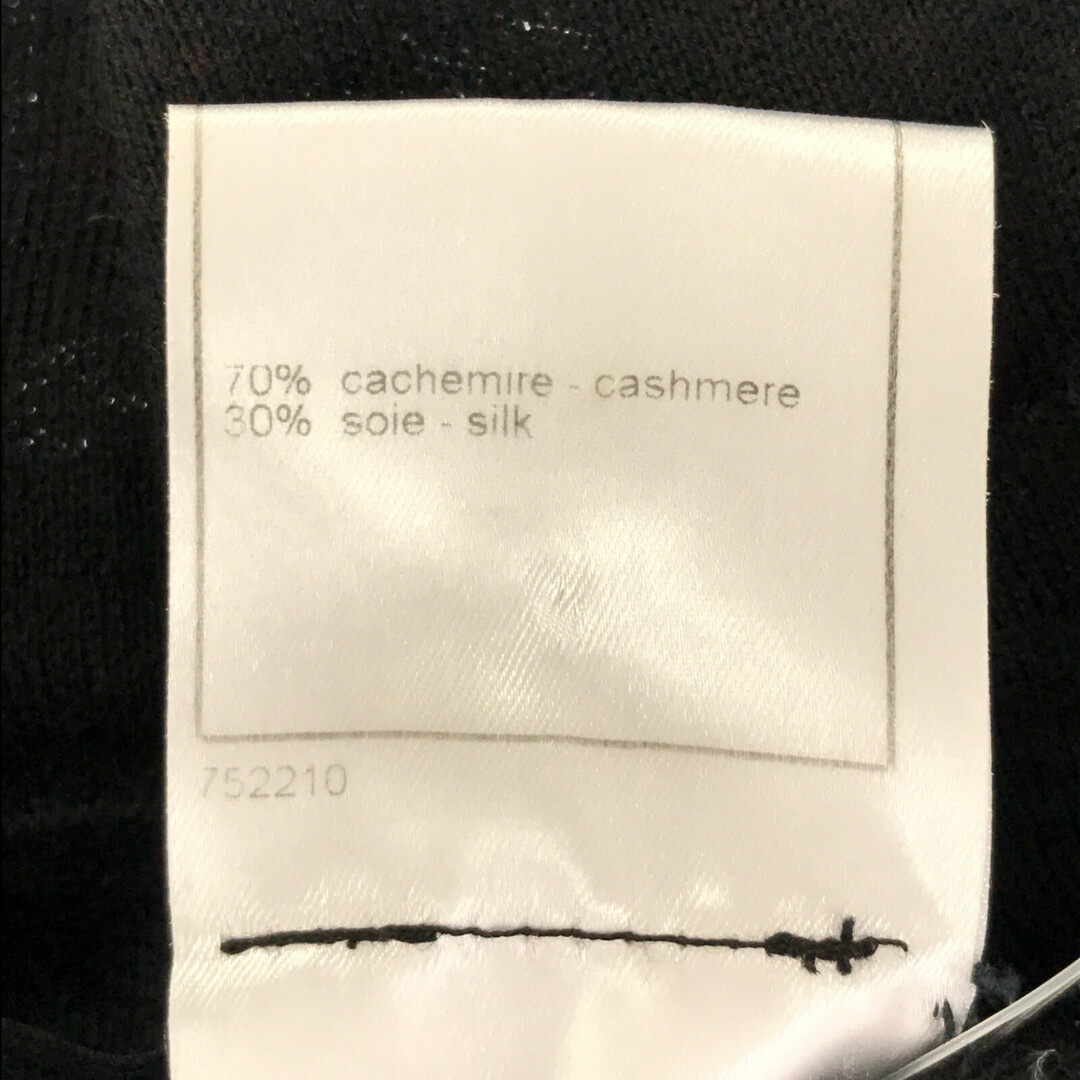 70% cachemire - cashmere
30% soie - silk
752210